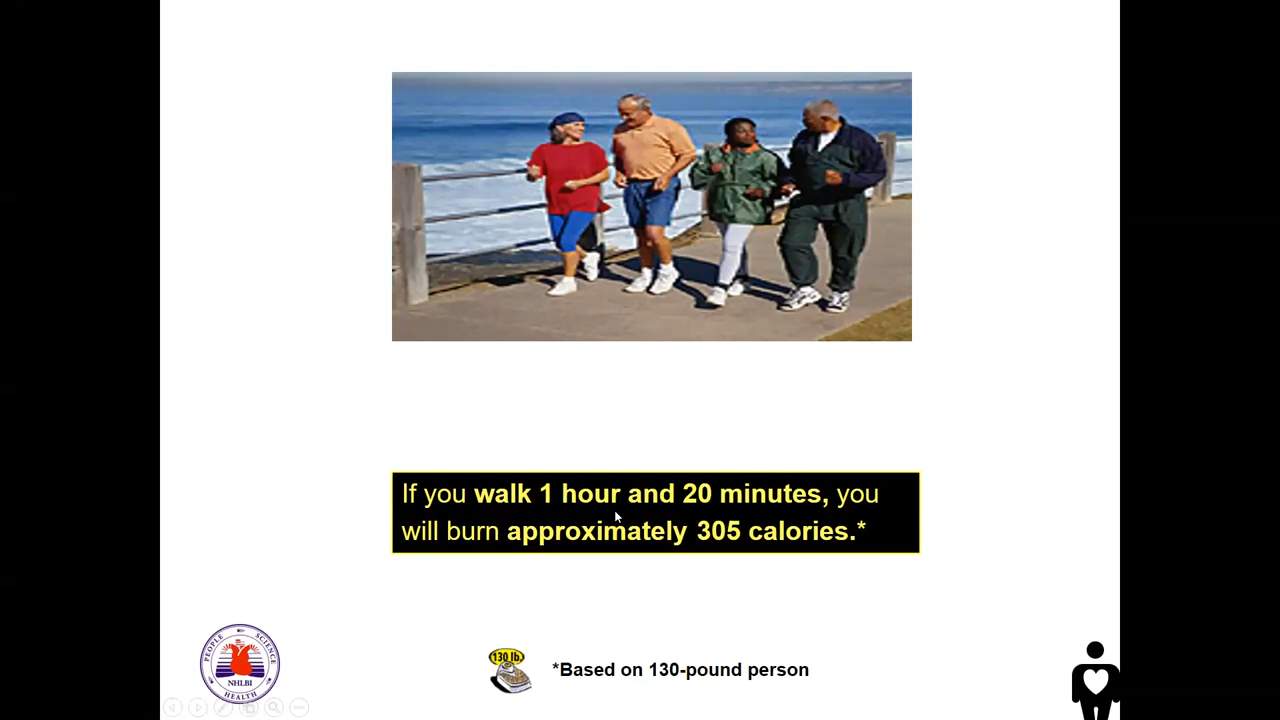 If you walk 1 hour and 20 minutes, you
will burn approximately 305 calories.*
PEOPLE SCIENCE HEALTH
NHLBI
130 lb.
*Based on 130-pound person